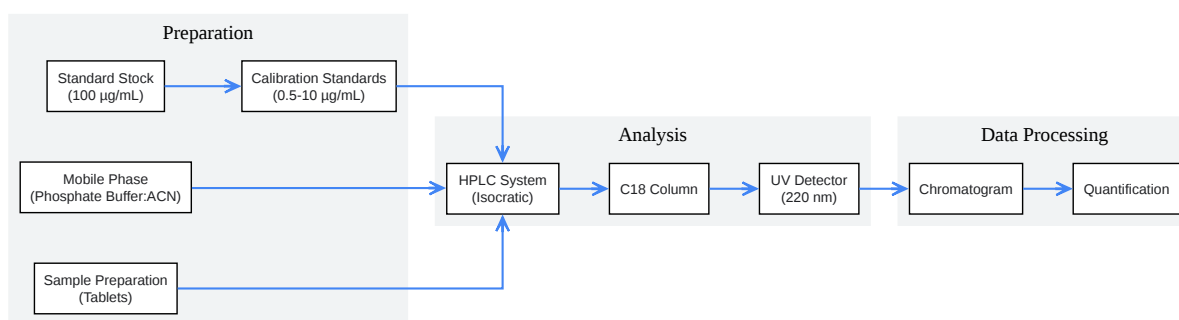 Preparation
Standard Stock
(100 µg/mL)
Calibration Standards
(0.5-10 µg/mL)
Mobile Phase
(Phosphate Buffer:ACN)
Sample Preparation
(Tablets)
Analysis
HPLC System
(Isocratic)
C18 Column
UV Detector
(220 nm)
Data Processing
Chromatogram
Quantification